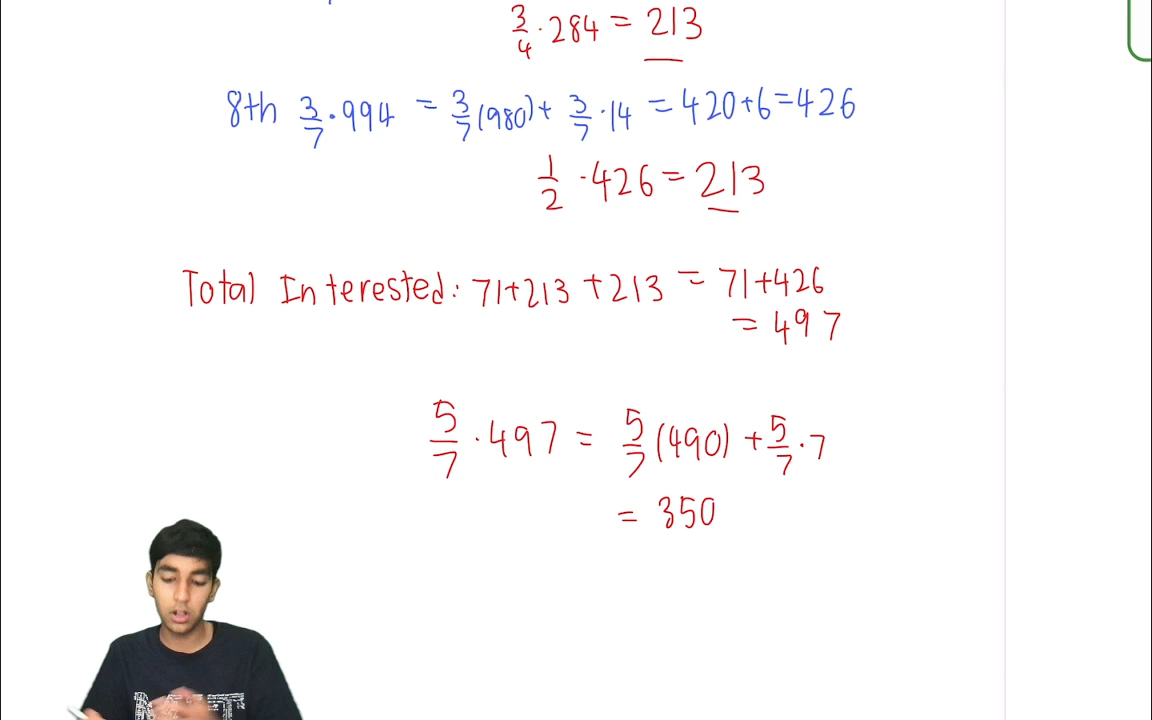 3/4 · 284 = 213
8th 3/7 · 994 = 3/7 (980) + 3/7 · 14 = 420+6=426
1/2 · 426 = 213
Total Interested: 71+213+213 = 71+426
= 497
5/7 · 497 = 5/7 (490) + 5/7 · 7
= 350